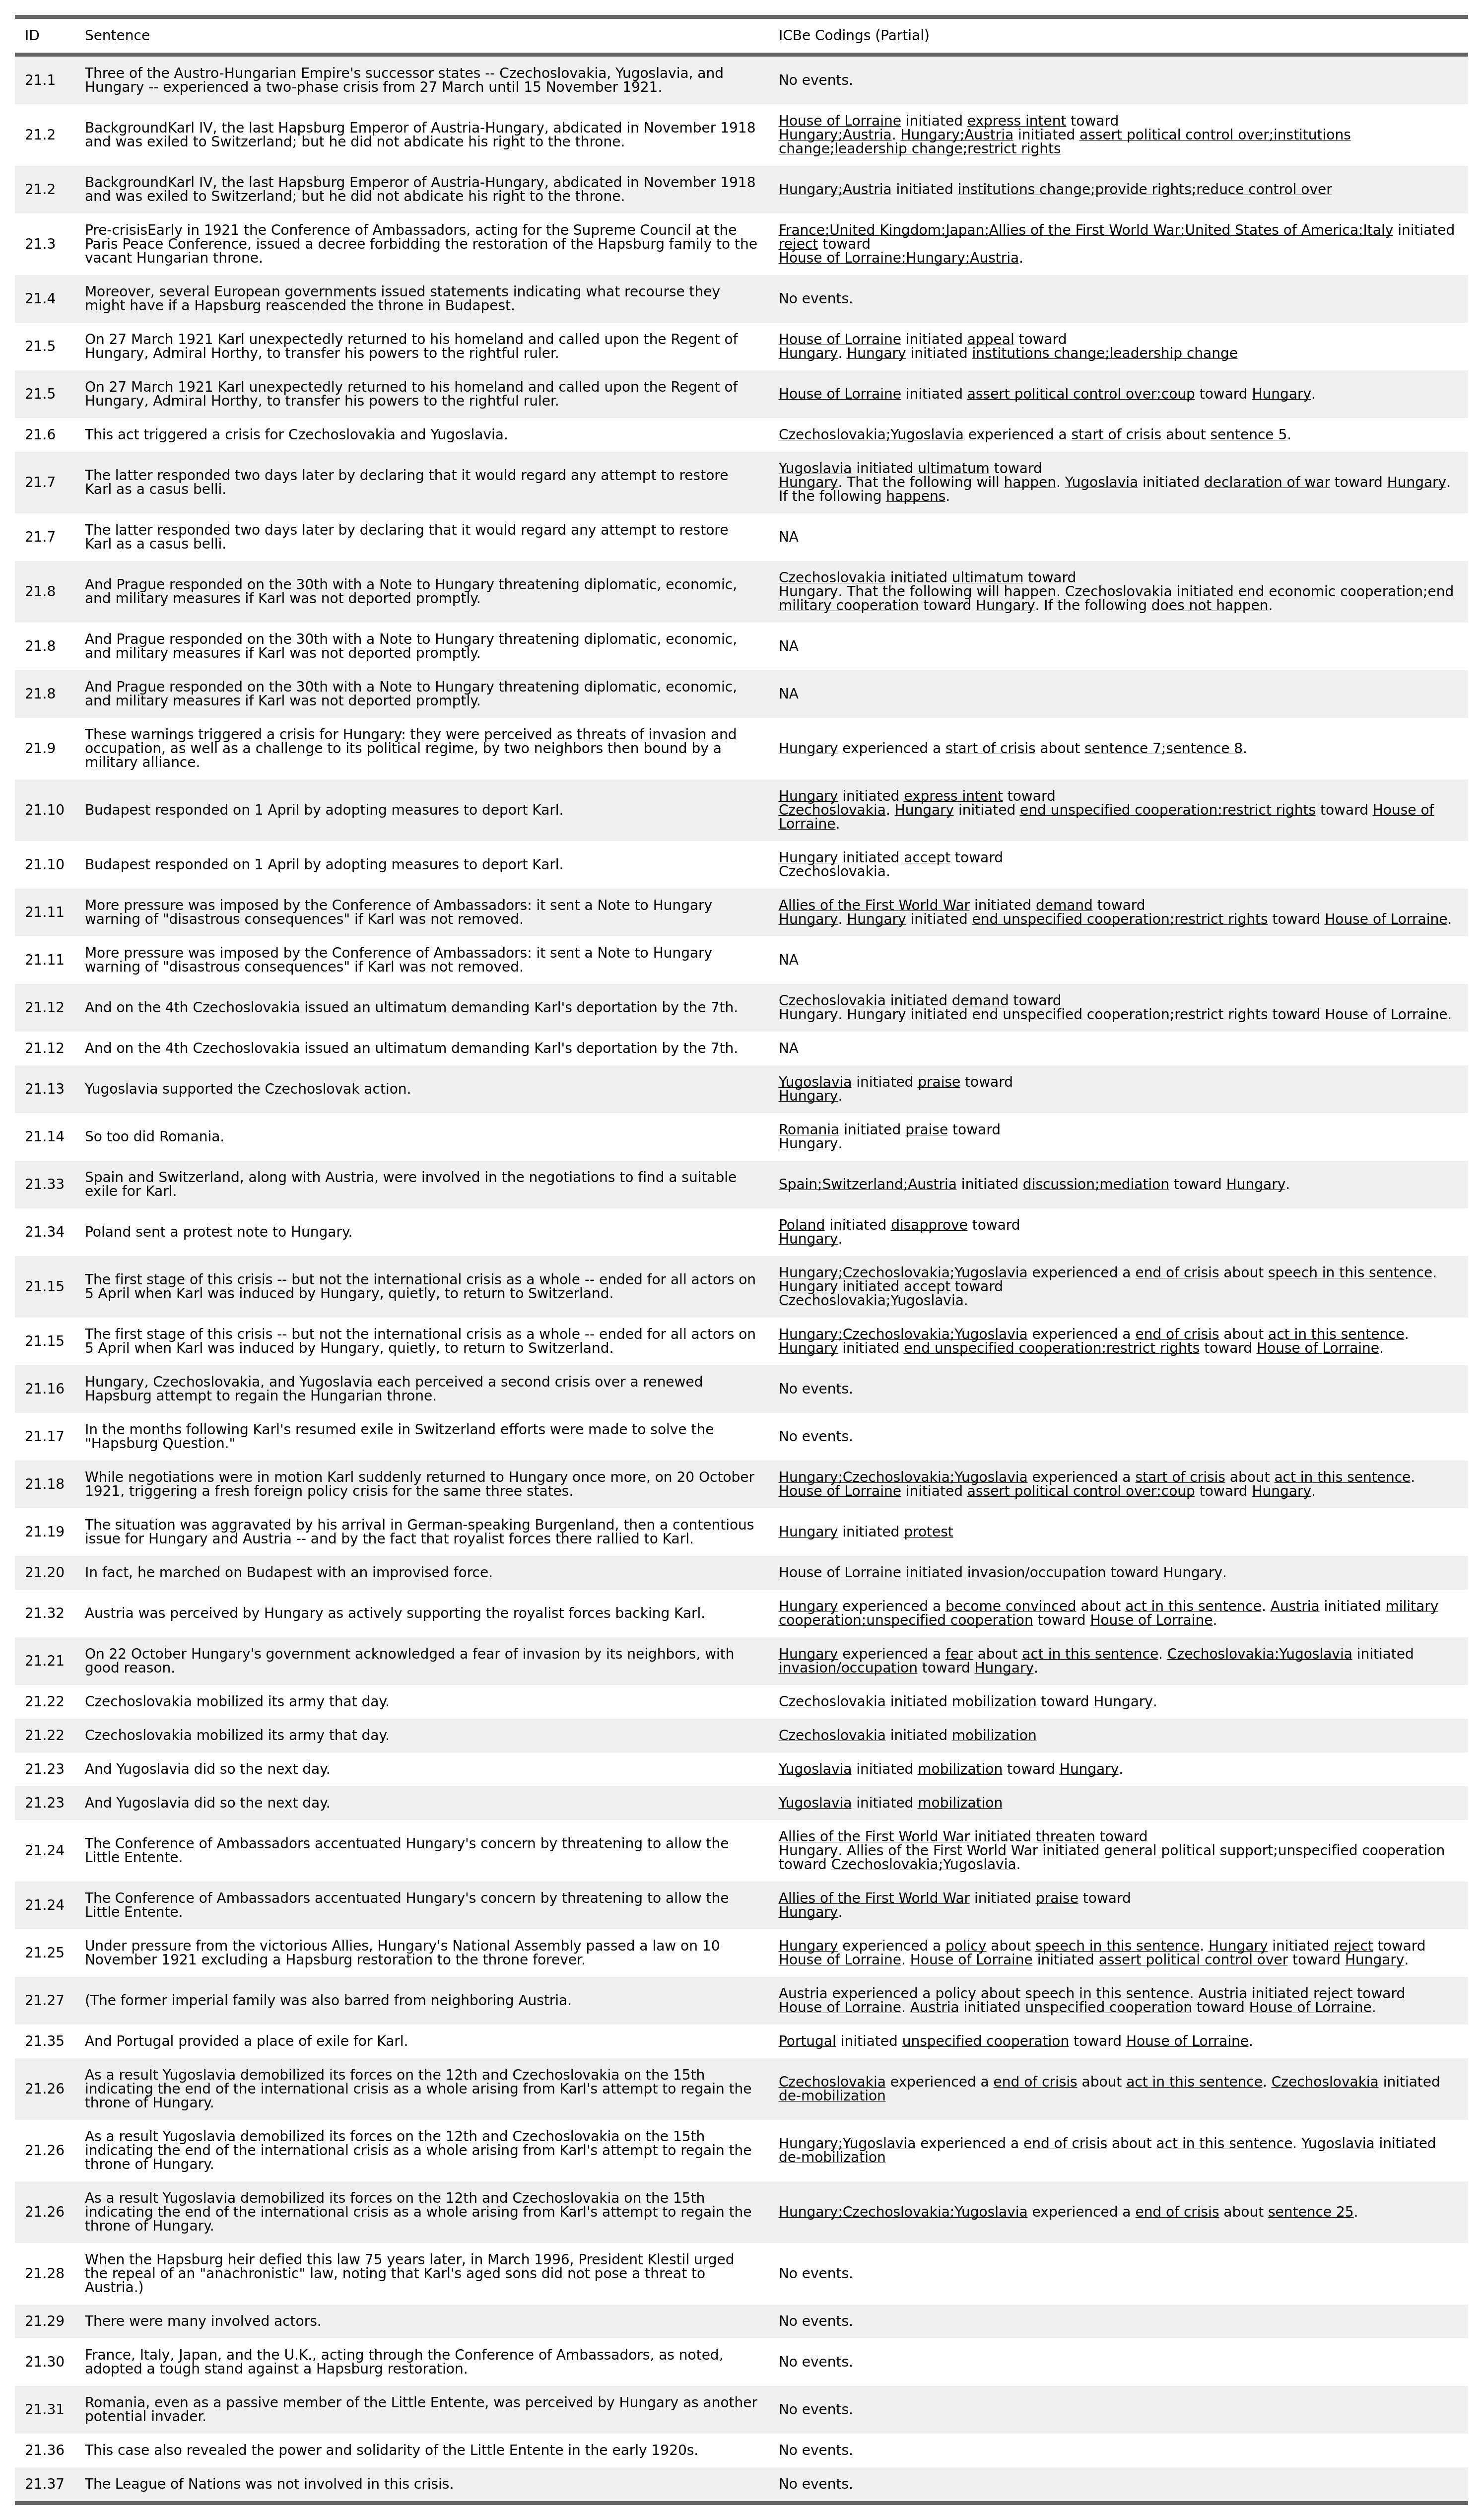 ID Sentence ICBe Codings (Partial)
21.1 Three of the Austro-Hungarian Empire's successor states -- Czechoslovakia, Yugoslavia, and
Hungary -- experienced a two-phase crisis from 27 March until 15 November 1921.
No events.
21.2 BackgroundKarl IV, the last Hapsburg Emperor of Austria-Hungary, abdicated in November 1918
and was exiled to Switzerland; but he did not abdicate his right to the throne.
House of Lorraine initiated express intent toward
Hungary;Austria. Hungary;Austria initiated assert political control over;institutions
change;leadership change;restrict rights
21.2 BackgroundKarl IV, the last Hapsburg Emperor of Austria-Hungary, abdicated in November 1918
and was exiled to Switzerland; but he did not abdicate his right to the throne.
Hungary;Austria initiated institutions change;provide rights;reduce control over
21.3 Pre-crisisEarly in 1921 the Conference of Ambassadors, acting for the Supreme Council at the
Paris Peace Conference, issued a decree forbidding the restoration of the Hapsburg family to the
vacant Hungarian throne.
France;United Kingdom;Japan;Allies of the First World War;United States of America;Italy initiated
reject toward
House of Lorraine;Hungary;Austria.
21.4 Moreover, several European governments issued statements indicating what recourse they
might have if a Hapsburg reascended the throne in Budapest.
No events.
21.5 On 27 March 1921 Karl unexpectedly returned to his homeland and called upon the Regent of
Hungary, Admiral Horthy, to transfer his powers to the rightful ruler.
House of Lorraine initiated appeal toward
Hungary. Hungary initiated institutions change;leadership change
21.5 On 27 March 1921 Karl unexpectedly returned to his homeland and called upon the Regent of
Hungary, Admiral Horthy, to transfer his powers to the rightful ruler.
House of Lorraine initiated assert political control over;coup toward Hungary.
21.6 This act triggered a crisis for Czechoslovakia and Yugoslavia.
Czechoslovakia;Yugoslavia experienced a start of crisis about sentence 5.
21.7 The latter responded two days later by declaring that it would regard any attempt to restore
Karl as a casus belli.
Yugoslavia initiated ultimatum toward
Hungary. That the following will happen. Yugoslavia initiated declaration of war toward Hungary.
If the following happens.
21.7 The latter responded two days later by declaring that it would regard any attempt to restore
Karl as a casus belli.
NA
21.8 And Prague responded on the 30th with a Note to Hungary threatening diplomatic, economic,
and military measures if Karl was not deported promptly.
Czechoslovakia initiated ultimatum toward
Hungary. That the following will happen. Czechoslovakia initiated end economic cooperation;end
military cooperation toward Hungary. If the following does not happen.
21.8 And Prague responded on the 30th with a Note to Hungary threatening diplomatic, economic,
and military measures if Karl was not deported promptly.
NA
21.8 And Prague responded on the 30th with a Note to Hungary threatening diplomatic, economic,
and military measures if Karl was not deported promptly.
NA
21.9 These warnings triggered a crisis for Hungary: they were perceived as threats of invasion and
occupation, as well as a challenge to its political regime, by two neighbors then bound by a
military alliance.
Hungary experienced a start of crisis about sentence 7;sentence 8.
21.10 Budapest responded on 1 April by adopting measures to deport Karl.
Hungary initiated express intent toward
Czechoslovakia. Hungary initiated end unspecified cooperation;restrict rights toward House of
Lorraine.
21.10 Budapest responded on 1 April by adopting measures to deport Karl.
Hungary initiated accept toward
Czechoslovakia.
21.11 More pressure was imposed by the Conference of Ambassadors: it sent a Note to Hungary
warning of "disastrous consequences" if Karl was not removed.
Allies of the First World War initiated demand toward
Hungary. Hungary initiated end unspecified cooperation;restrict rights toward House of Lorraine.
21.11 More pressure was imposed by the Conference of Ambassadors: it sent a Note to Hungary
warning of "disastrous consequences" if Karl was not removed.
NA
21.12 And on the 4th Czechoslovakia issued an ultimatum demanding Karl's deportation by the 7th.
Czechoslovakia initiated demand toward
Hungary. Hungary initiated end unspecified cooperation;restrict rights toward House of Lorraine.
21.12 And on the 4th Czechoslovakia issued an ultimatum demanding Karl's deportation by the 7th.
NA
21.13 Yugoslavia supported the Czechoslovak action.
Yugoslavia initiated praise toward
Hungary.
21.14 So too did Romania.
Romania initiated praise toward
Hungary.
21.33 Spain and Switzerland, along with Austria, were involved in the negotiations to find a suitable
exile for Karl.
Spain;Switzerland;Austria initiated discussion;mediation toward Hungary.
21.34 Poland sent a protest note to Hungary.
Poland initiated disapprove toward
Hungary.
21.15 The first stage of this crisis -- but not the international crisis as a whole -- ended for all actors on
5 April when Karl was induced by Hungary, quietly, to return to Switzerland.
Hungary;Czechoslovakia;Yugoslavia experienced a end of crisis about speech in this sentence.
Hungary initiated accept toward
Czechoslovakia;Yugoslavia.
21.15 The first stage of this crisis -- but not the international crisis as a whole -- ended for all actors on
5 April when Karl was induced by Hungary, quietly, to return to Switzerland.
Hungary;Czechoslovakia;Yugoslavia experienced a end of crisis about act in this sentence.
Hungary initiated end unspecified cooperation;restrict rights toward House of Lorraine.
21.16 Hungary, Czechoslovakia, and Yugoslavia each perceived a second crisis over a renewed
Hapsburg attempt to regain the Hungarian throne.
No events.
21.17 In the months following Karl's resumed exile in Switzerland efforts were made to solve the
"Hapsburg Question."
No events.
21.18 While negotiations were in motion Karl suddenly returned to Hungary once more, on 20 October
1921, triggering a fresh foreign policy crisis for the same three states.
Hungary;Czechoslovakia;Yugoslavia experienced a start of crisis about act in this sentence.
House of Lorraine initiated assert political control over;coup toward Hungary.
21.19 The situation was aggravated by his arrival in German-speaking Burgenland, then a contentious
issue for Hungary and Austria -- and by the fact that royalist forces there rallied to Karl.
Hungary initiated protest
21.20 In fact, he marched on Budapest with an improvised force.
House of Lorraine initiated invasion/occupation toward Hungary.
21.32 Austria was perceived by Hungary as actively supporting the royalist forces backing Karl.
Hungary experienced a become convinced about act in this sentence. Austria initiated military
cooperation;unspecified cooperation toward House of Lorraine.
21.21 On 22 October Hungary's government acknowledged a fear of invasion by its neighbors, with
good reason.
Hungary experienced a fear about act in this sentence. Czechoslovakia;Yugoslavia initiated
invasion/occupation toward Hungary.
21.22 Czechoslovakia mobilized its army that day.
Czechoslovakia initiated mobilization toward Hungary.
21.22 Czechoslovakia mobilized its army that day.
Czechoslovakia initiated mobilization
21.23 And Yugoslavia did so the next day.
Yugoslavia initiated mobilization toward Hungary.
21.23 And Yugoslavia did so the next day.
Yugoslavia initiated mobilization
21.24 The Conference of Ambassadors accentuated Hungary's concern by threatening to allow the
Little Entente.
Allies of the First World War initiated threaten toward
Hungary. Allies of the First World War initiated general political support;unspecified cooperation
toward Czechoslovakia;Yugoslavia.
21.24 The Conference of Ambassadors accentuated Hungary's concern by threatening to allow the
Little Entente.
Allies of the First World War initiated praise toward
Hungary.
21.25 Under pressure from the victorious Allies, Hungary's National Assembly passed a law on 10
November 1921 excluding a Hapsburg restoration to the throne forever.
Hungary experienced a policy about speech in this sentence. Hungary initiated reject toward
House of Lorraine. House of Lorraine initiated assert political control over toward Hungary.
21.27 (The former imperial family was also barred from neighboring Austria.
Austria experienced a policy about speech in this sentence. Austria initiated reject toward
House of Lorraine. Austria initiated unspecified cooperation toward House of Lorraine.
21.35 And Portugal provided a place of exile for Karl.
Portugal initiated unspecified cooperation toward House of Lorraine.
21.26 As a result Yugoslavia demobilized its forces on the 12th and Czechoslovakia on the 15th
indicating the end of the international crisis as a whole arising from Karl's attempt to regain the
throne of Hungary.
Czechoslovakia experienced a end of crisis about act in this sentence. Czechoslovakia initiated
de-mobilization
21.26 As a result Yugoslavia demobilized its forces on the 12th and Czechoslovakia on the 15th
indicating the end of the international crisis as a whole arising from Karl's attempt to regain the
throne of Hungary.
Hungary;Yugoslavia experienced a end of crisis about act in this sentence. Yugoslavia initiated
de-mobilization
21.26 As a result Yugoslavia demobilized its forces on the 12th and Czechoslovakia on the 15th
indicating the end of the international crisis as a whole arising from Karl's attempt to regain the
throne of Hungary.
Hungary;Czechoslovakia;Yugoslavia experienced a end of crisis about sentence 25.
21.28 When the Hapsburg heir defied this law 75 years later, in March 1996, President Klestil urged
the repeal of an "anachronistic" law, noting that Karl's aged sons did not pose a threat to
Austria.)
No events.
21.29 There were many involved actors.
No events.
21.30 France, Italy, Japan, and the U.K., acting through the Conference of Ambassadors, as noted,
adopted a tough stand against a Hapsburg restoration.
No events.
21.31 Romania, even as a passive member of the Little Entente, was perceived by Hungary as another
potential invader.
No events.
21.36 This case also revealed the power and solidarity of the Little Entente in the early 1920s.
No events.
21.37 The League of Nations was not involved in this crisis.
No events.